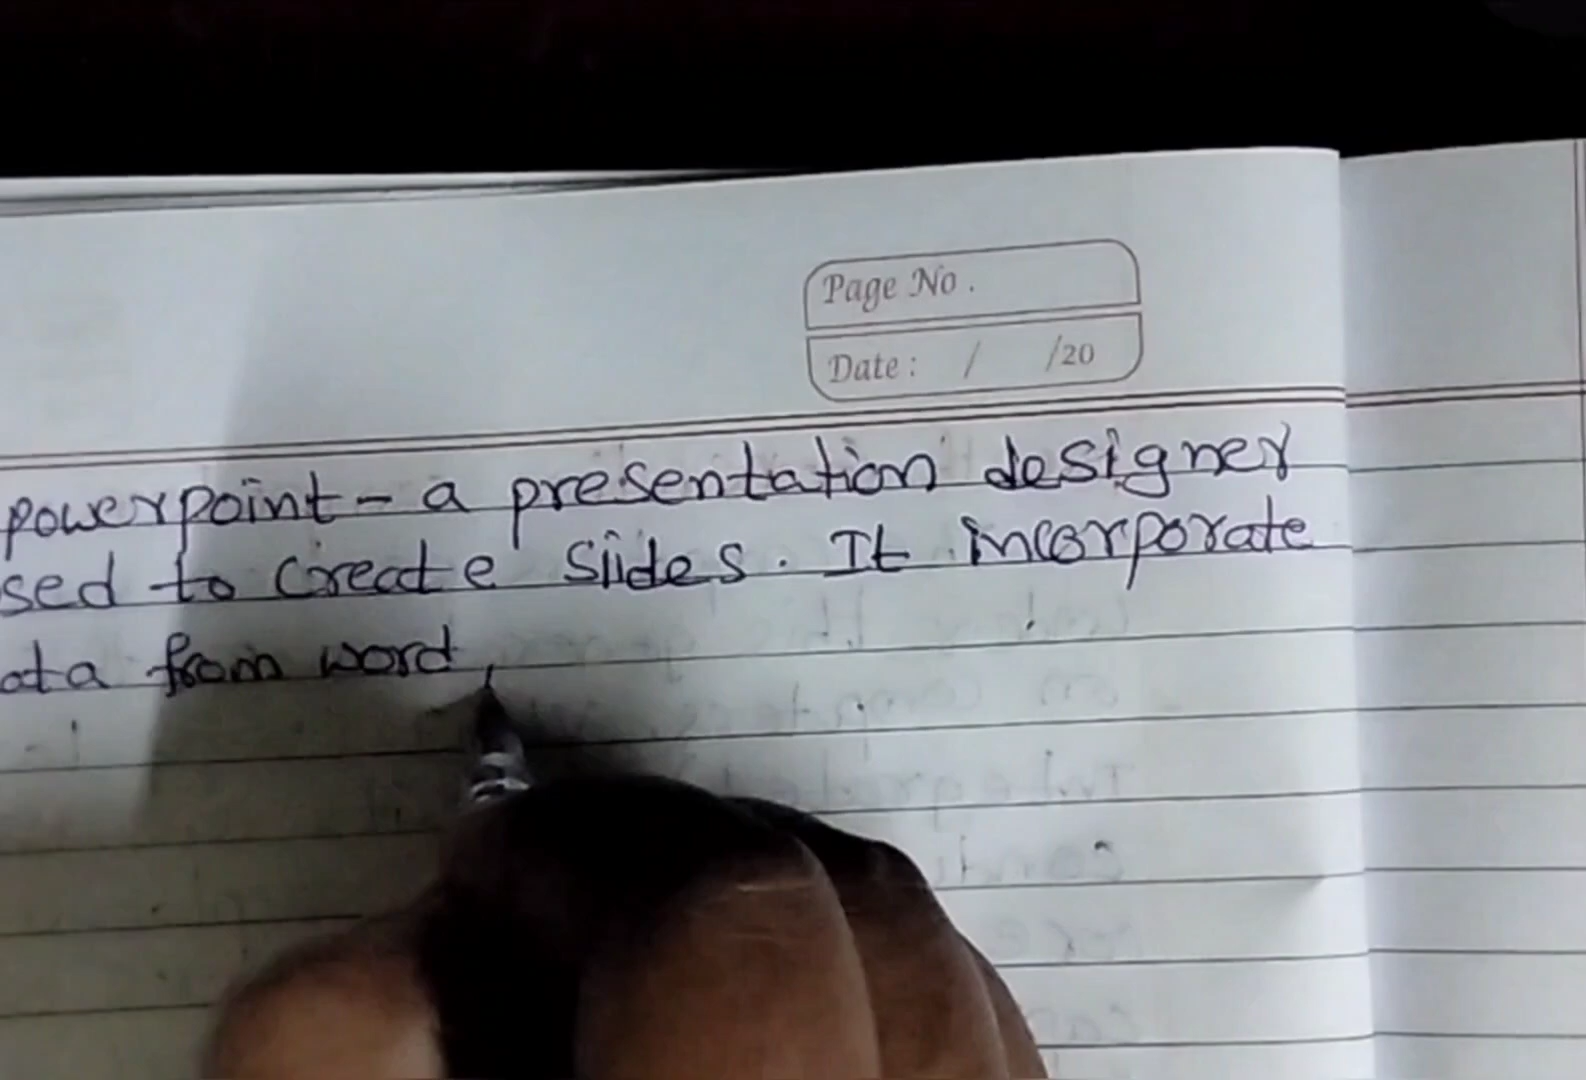 Page No.
Date: / /20
powerpoint - a presentation designer
sed to create slides. It incorporate
ata from word,